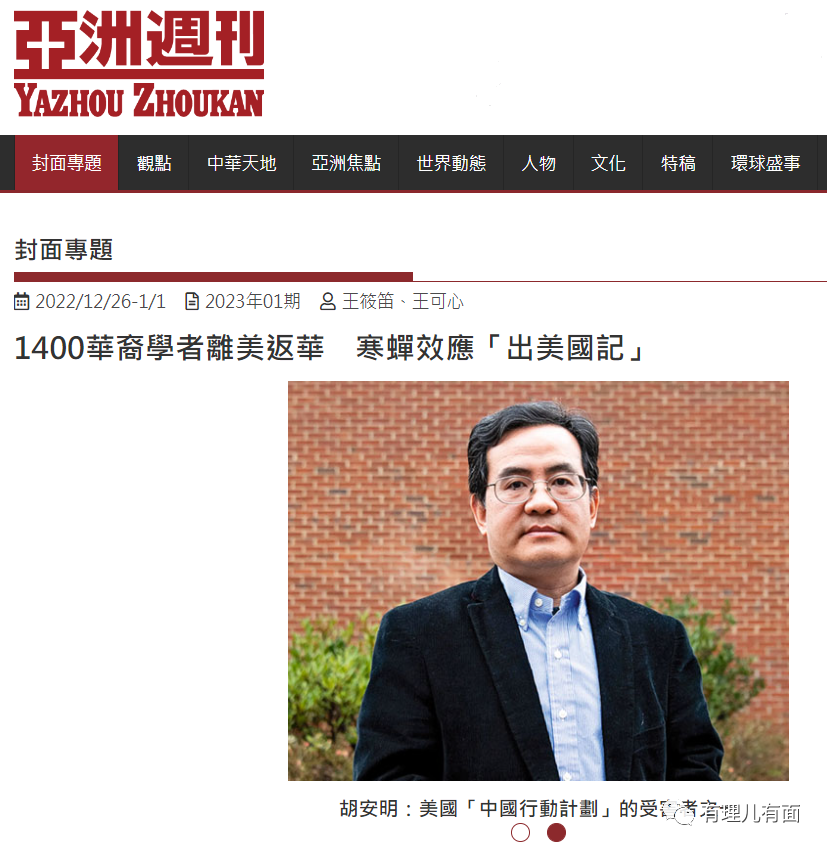 亞洲週刊
YAZHOU ZHOUKAN
封面專題 觀點 中華天地 亞洲焦點 世界動態 人物 文化 特稿 環球盛事
封面專題
2022/12/26-1/1 2023年01期 王筱笛、王可心
1400華裔學者離美返華 寒蟬效應「出美國記」
胡安明：美國「中國行動計劃」的受害者之一
有理儿有面